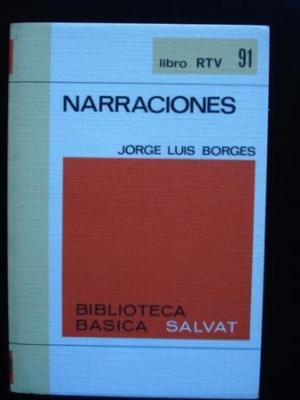 libro RTV 91
NARRACIONES
JORGE LUIS BORGES
BIBLIOTECA
BASICA SALVAT